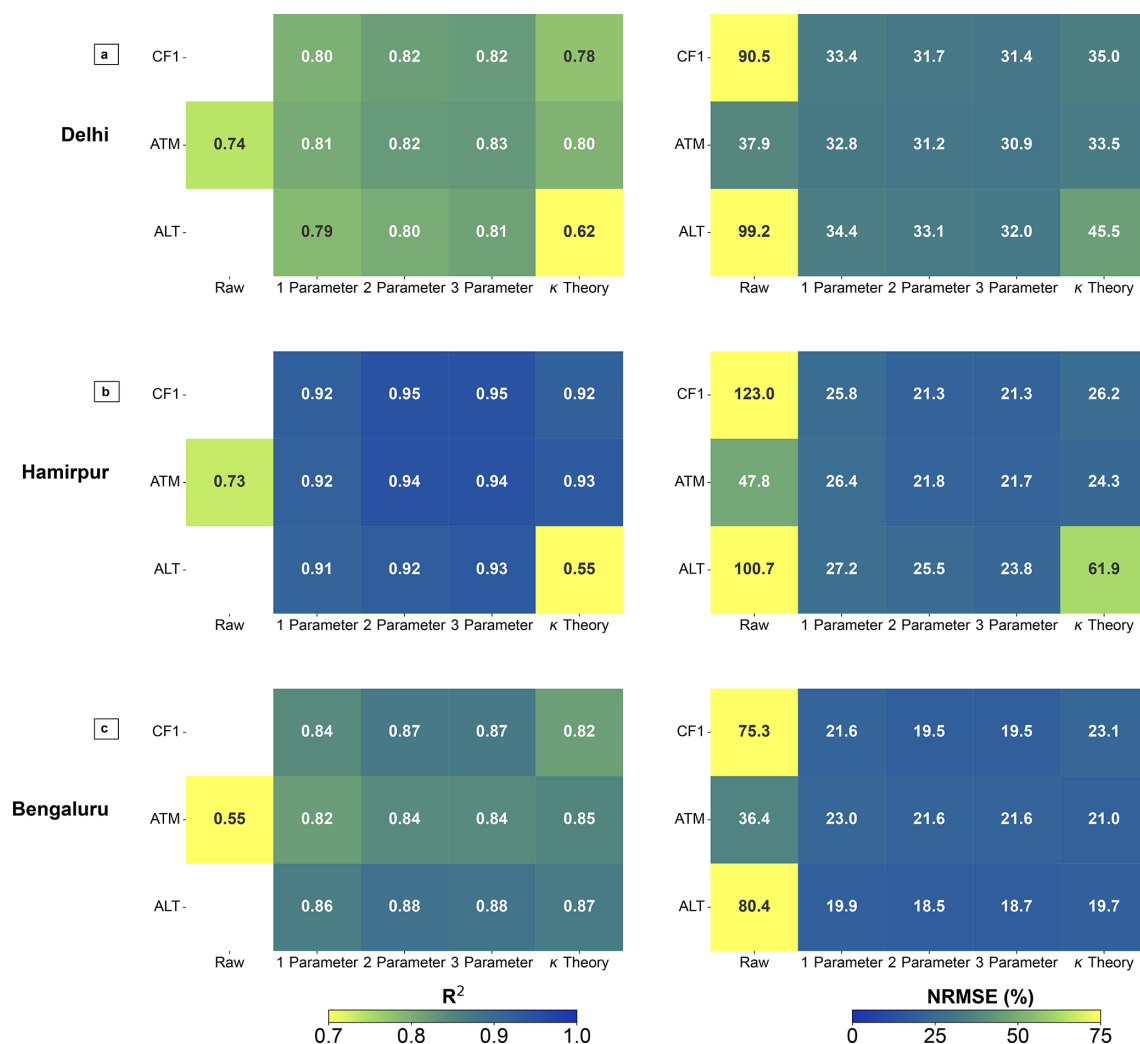 a
Delhi
CF1 0.80 0.82 0.82 0.78
ATM 0.74 0.81 0.82 0.83 0.80
ALT 0.79 0.80 0.81 0.62
Raw 1 Parameter 2 Parameter 3 Parameter κ Theory
CF1 90.5 33.4 31.7 31.4 35.0
ATM 37.9 32.8 31.2 30.9 33.5
ALT 99.2 34.4 33.1 32.0 45.5
Raw 1 Parameter 2 Parameter 3 Parameter κ Theory
b
Hamirpur
CF1 0.92 0.95 0.95 0.92
ATM 0.73 0.92 0.94 0.94 0.93
ALT 0.91 0.92 0.93 0.55
Raw 1 Parameter 2 Parameter 3 Parameter κ Theory
CF1 123.0 25.8 21.3 21.3 26.2
ATM 47.8 26.4 21.8 21.7 24.3
ALT 100.7 27.2 25.5 23.8 61.9
Raw 1 Parameter 2 Parameter 3 Parameter κ Theory
c
Bengaluru
CF1 0.84 0.87 0.87 0.82
ATM 0.55 0.82 0.84 0.84 0.85
ALT 0.86 0.88 0.88 0.87
Raw 1 Parameter 2 Parameter 3 Parameter κ Theory
CF1 75.3 21.6 19.5 19.5 23.1
ATM 36.4 23.0 21.6 21.6 21.0
ALT 80.4 19.9 18.5 18.7 19.7
Raw 1 Parameter 2 Parameter 3 Parameter κ Theory
R²
0.7 0.8 0.9 1.0
NRMSE (%)
0 25 50 75